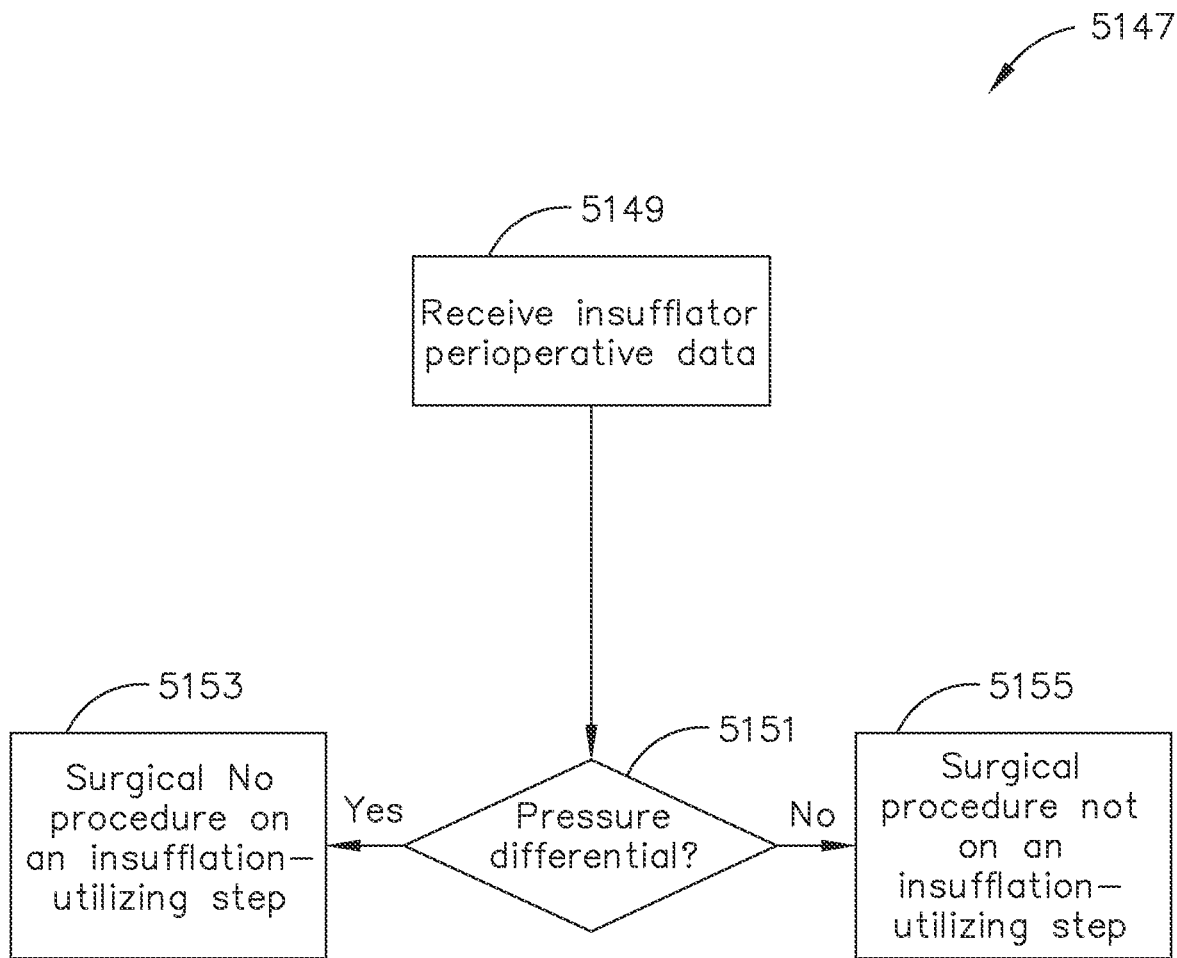 5147
5149
Receive insufflator
perioperative data
5153
5151
5155
Surgical No
procedure on
an insufflation–
utilizing step
Yes
Pressure
differential?
No
Surgical
procedure not
on an
insufflation–
utilizing step